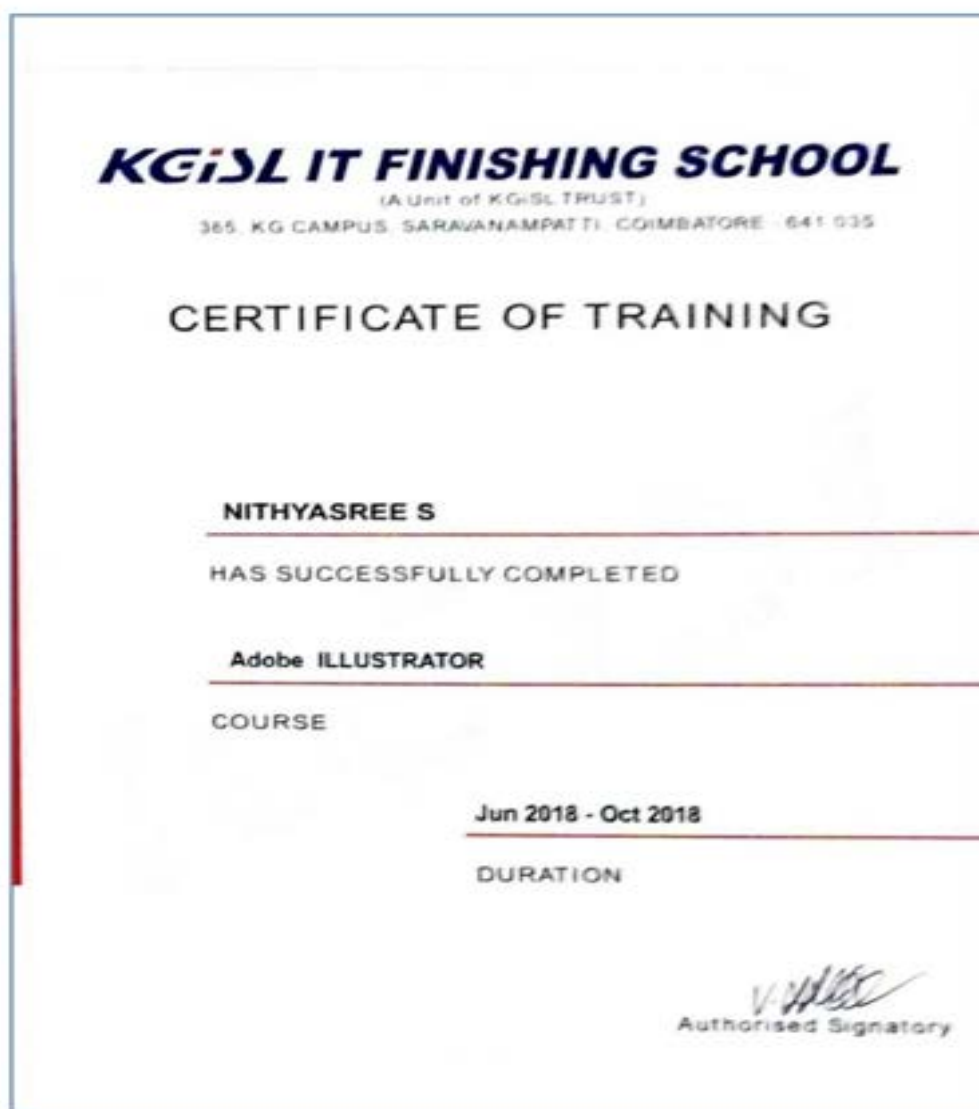 KGiSL IT FINISHING SCHOOL
(A Unit of KGiSL TRUST)
365, KG CAMPUS, SARAVANAMPATTI, COIMBATORE - 641 035
CERTIFICATE OF TRAINING
NITHYASREE S
HAS SUCCESSFULLY COMPLETED
Adobe ILLUSTRATOR
COURSE
Jun 2018 - Oct 2018
DURATION
Authorised Signatory